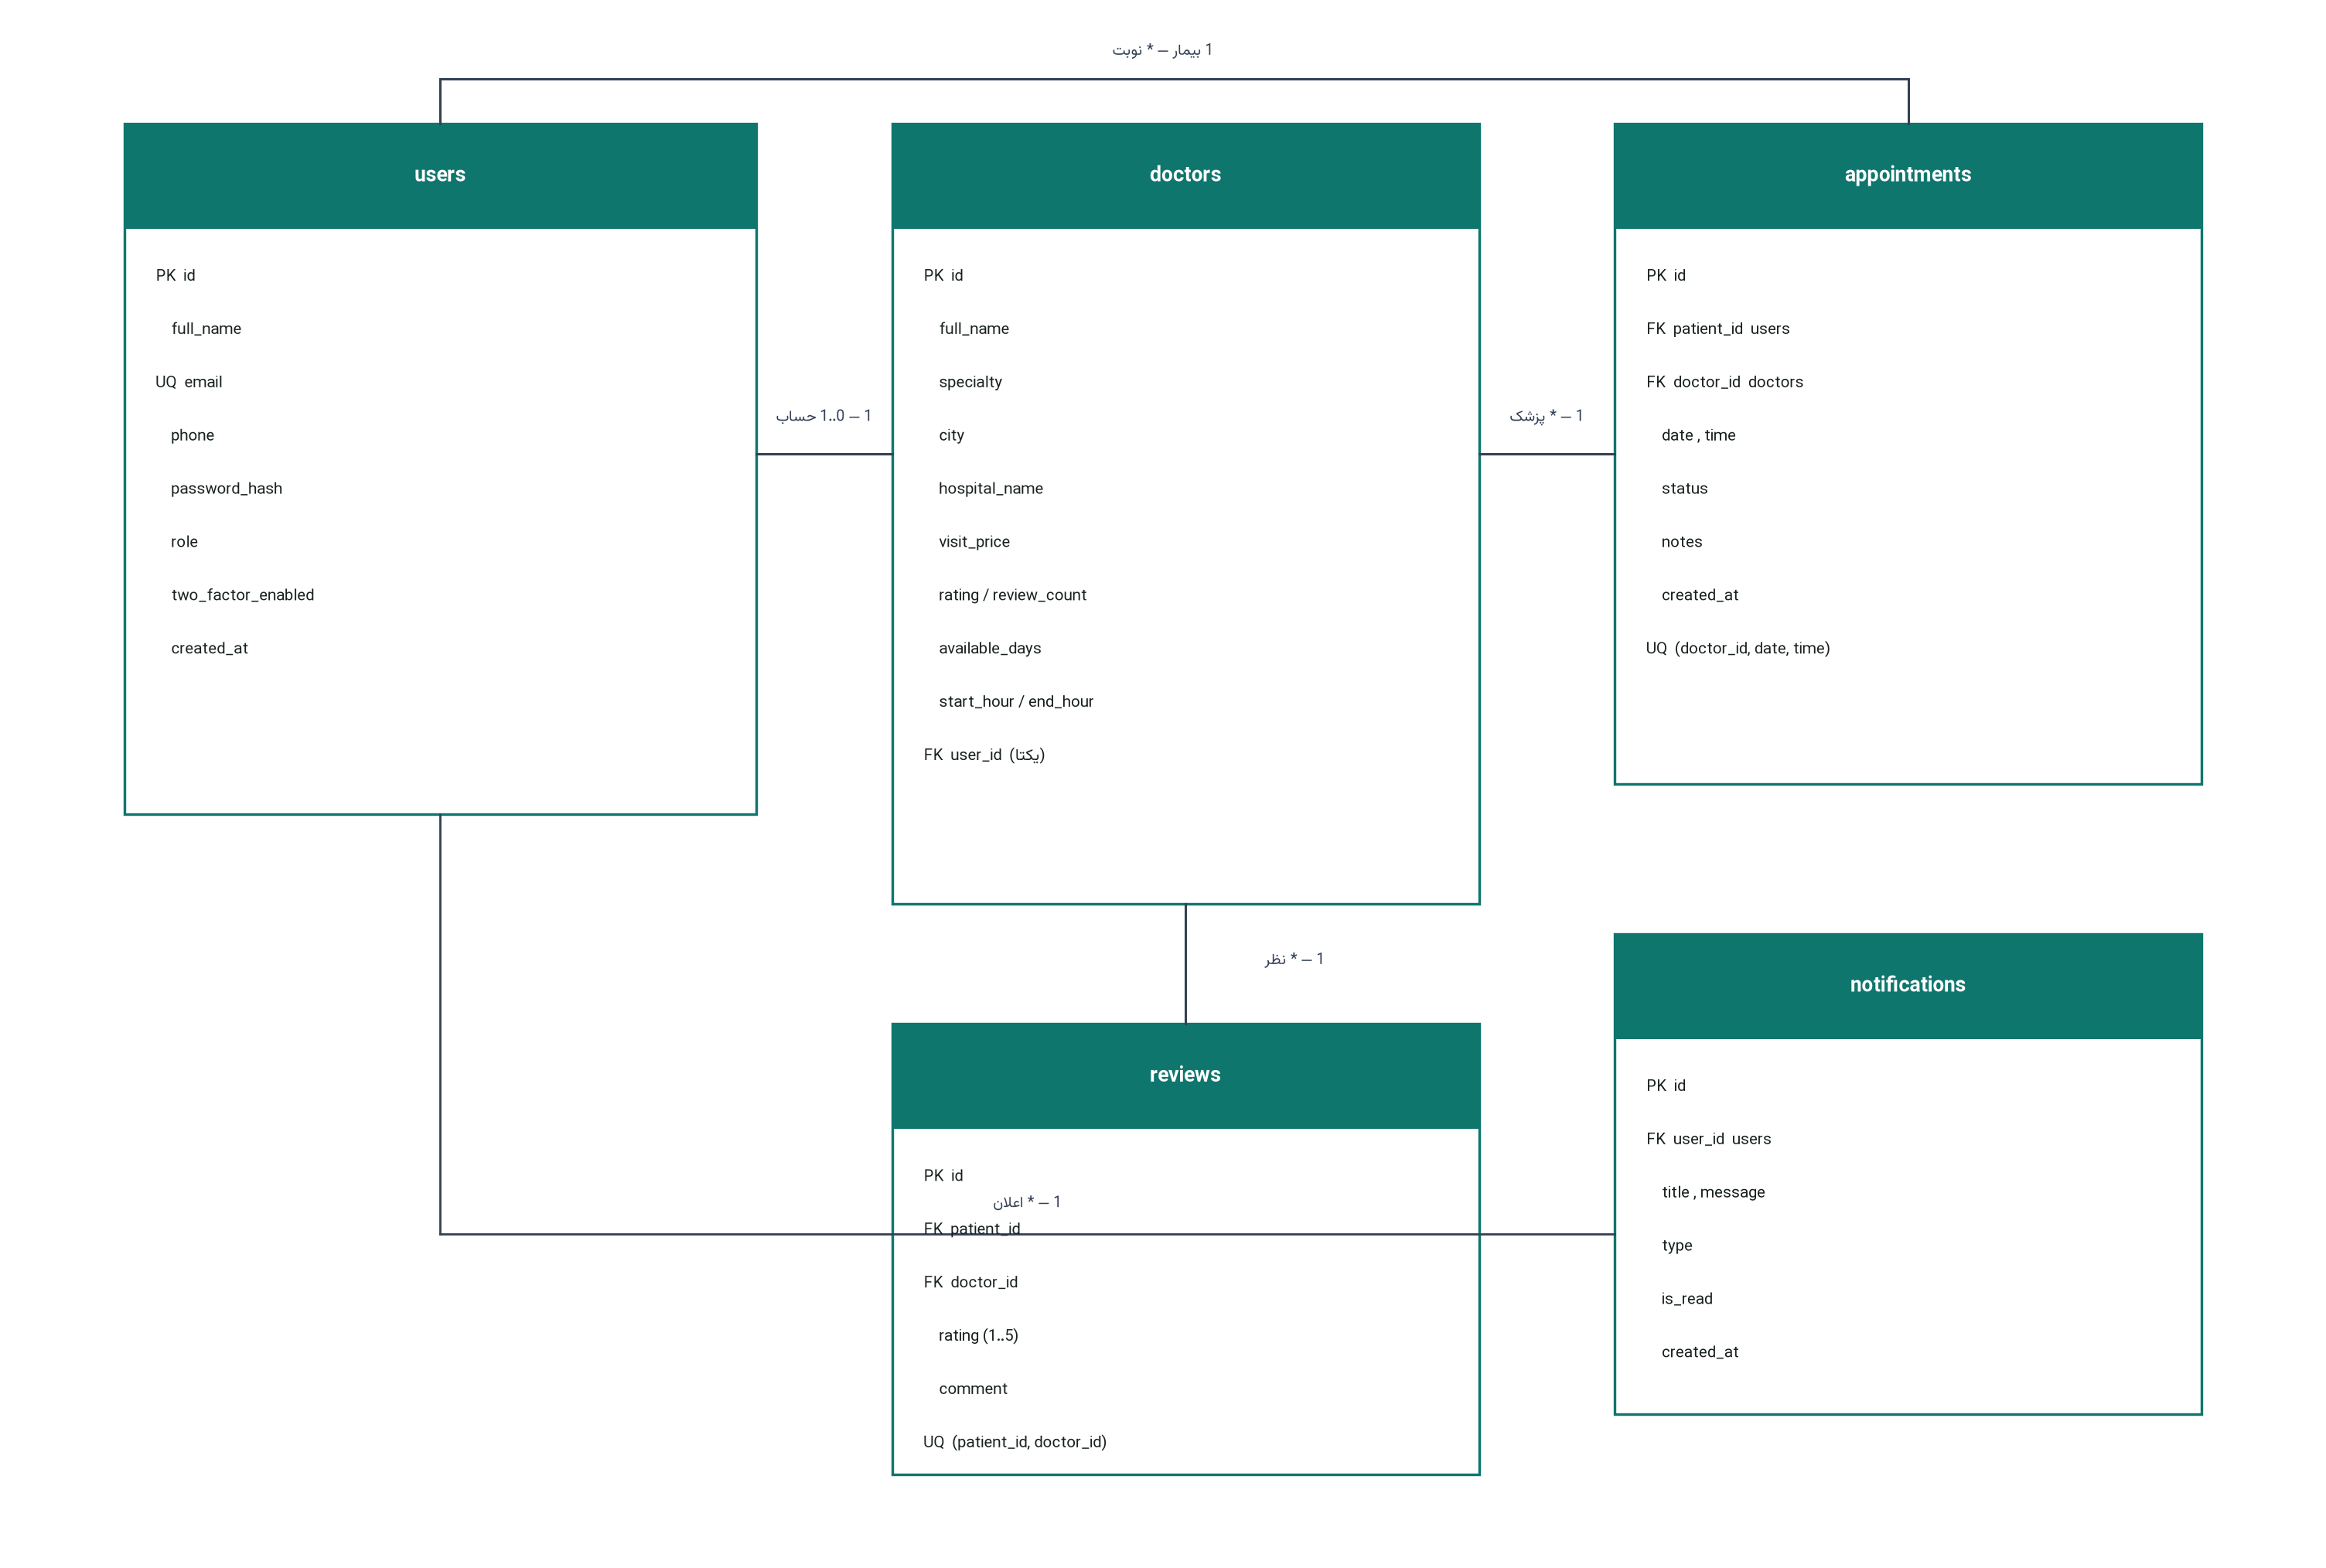 1 بیمار — * نوبت
users
PK id
full_name
UQ email
phone
password_hash
role
two_factor_enabled
created_at
1 — 0..1 حساب
doctors
PK id
full_name
specialty
city
hospital_name
visit_price
rating / review_count
available_days
start_hour / end_hour
FK user_id (یکتا)
1 — * پزشک
appointments
PK id
FK patient_id users
FK doctor_id doctors
date , time
status
notes
created_at
UQ (doctor_id, date, time)
1 — * نظر
reviews
PK id
1 — * اعلان
FK patient_id
FK doctor_id
rating (1..5)
comment
UQ (patient_id, doctor_id)
notifications
PK id
FK user_id users
title , message
type
is_read
created_at